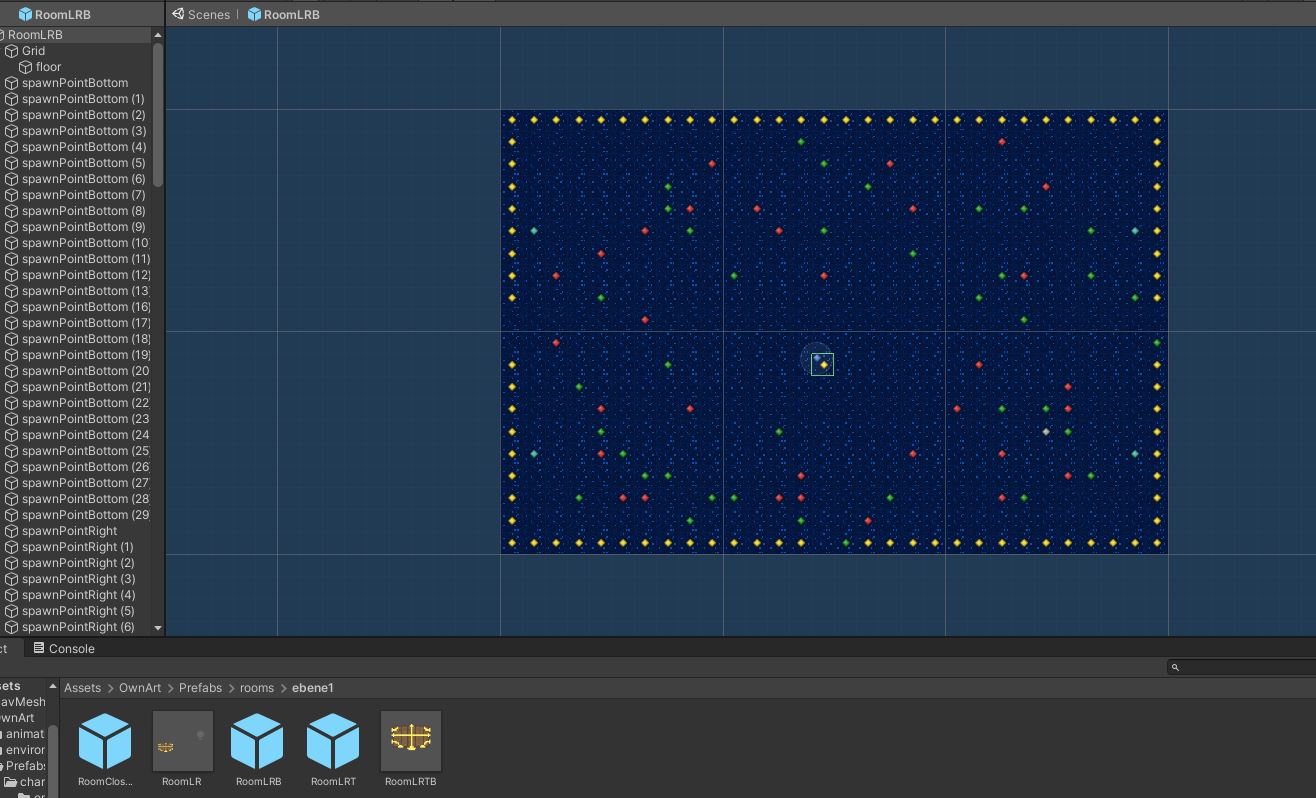 RoomLRB
Scenes | RoomLRB
RoomLRB
Grid
floor
spawnPointBottom
spawnPointBottom (1)
spawnPointBottom (2)
spawnPointBottom (3)
spawnPointBottom (4)
spawnPointBottom (5)
spawnPointBottom (6)
spawnPointBottom (7)
spawnPointBottom (8)
spawnPointBottom (9)
spawnPointBottom (10)
spawnPointBottom (11)
spawnPointBottom (12)
spawnPointBottom (13)
spawnPointBottom (16)
spawnPointBottom (17)
spawnPointBottom (18)
spawnPointBottom (19)
spawnPointBottom (20
spawnPointBottom (21)
spawnPointBottom (22
spawnPointBottom (23
spawnPointBottom (24
spawnPointBottom (25)
spawnPointBottom (26)
spawnPointBottom (27)
spawnPointBottom (28)
spawnPointBottom (29)
spawnPointRight
spawnPointRight (1)
spawnPointRight (2)
spawnPointRight (3)
spawnPointRight (4)
spawnPointRight (5)
spawnPointRight (6)
ct
Console
sets
avMesh
wnArt
animat
enviror
Prefabs
char
Assets > OwnArt > Prefabs > rooms > ebene1
RoomClos...
RoomLR
RoomLRB
RoomLRT
RoomLRTB